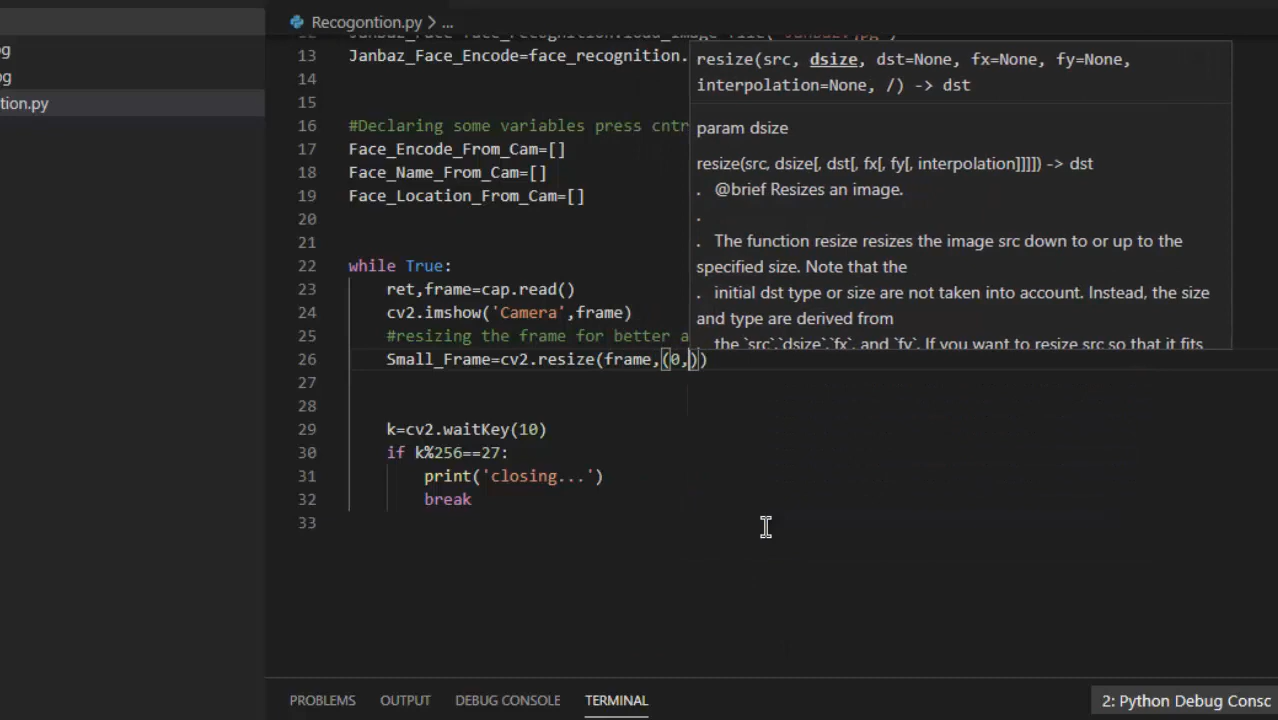 Recogontion.py > ...
g
g
tion.py
13 Janbaz_Face_Encode=face_recognition.
14
15
16 #Declaring some variables press cntr
17 Face_Encode_From_Cam=[]
18 Face_Name_From_Cam=[]
19 Face_Location_From_Cam=[]
20
21
22 while True:
23 ret,frame=cap.read()
24 cv2.imshow('Camera',frame)
25 #resizing the frame for better a
26 Small_Frame=cv2.resize(frame,(0,))
27
28
29 k=cv2.waitKey(10)
30 if k%256==27:
31 print('closing...')
32 break
33
resize(src, dsize, dst=None, fx=None, fy=None,
interpolation=None, /) -> dst
param dsize
resize(src, dsize[, dst[, fx[, fy[, interpolation]]]]) -> dst
. @brief Resizes an image.
.
. The function resize resizes the image src down to or up to the
specified size. Note that the
. initial dst type or size are not taken into account. Instead, the size
and type are derived from
. the `src`,`dsize`,`fx`, and `fy`. If you want to resize src so that it fits
PROBLEMS OUTPUT DEBUG CONSOLE TERMINAL
2: Python Debug Consc